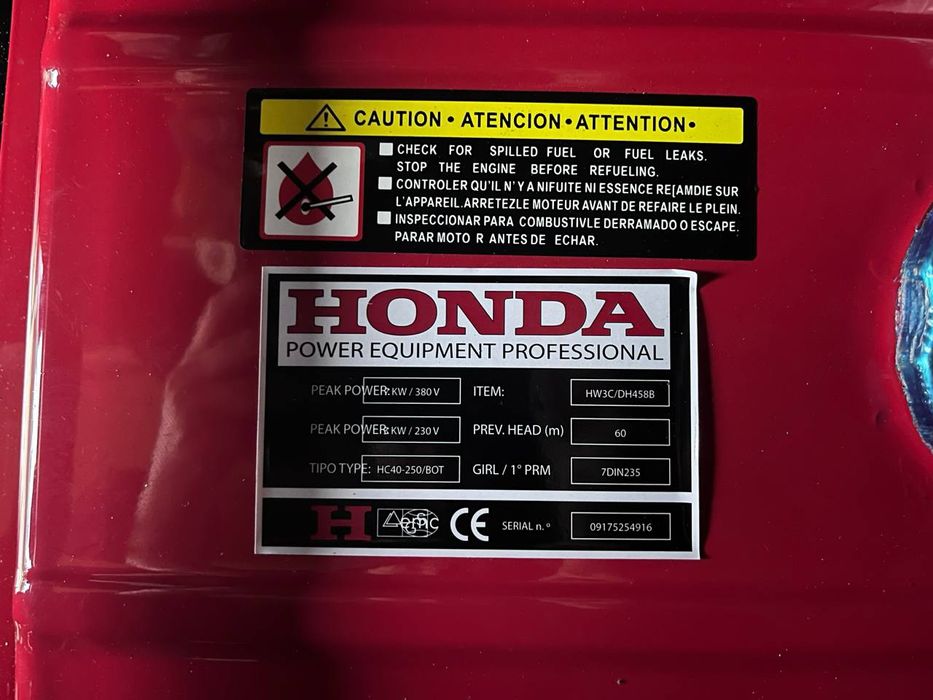 CAUTION • ATENCION • ATTENTION •
CHECK FOR SPILLED FUEL OR FUEL LEAKS.
STOP THE ENGINE BEFORE REFUELING.
CONTROLER QU'IL N'Y A NIFUITE NI ESSENCE RE[AMDIE SUR
L'APPAREIL.ARRETEZLE MOTEUR AVANT DE REFAIRE LE PLEIN.
INSPECCIONAR PARA COMBUSTIVLE DERRAMADO O ESCAPE.
PARAR MOTO R ANTES DE ECHAR.
HONDA
POWER EQUIPMENT PROFESSIONAL
PEAK POWER: KW / 380 V ITEM: HW3C/DH458B
PEAK POWER: KW / 230 V PREV. HEAD (m) 60
TIPO TYPE: HC40-250/BOT GIRL / 1° PRM 7DIN235
H CE SERIAL n. º 09175254916